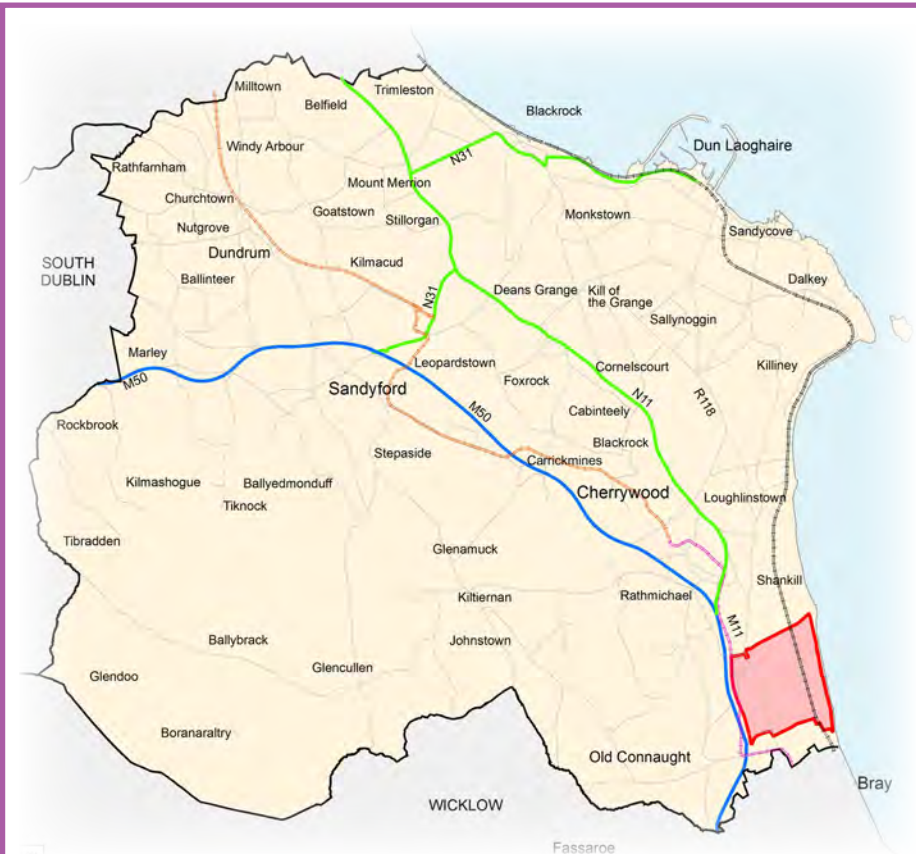 Milltown
Trimleston
Belfield
Blackrock
Dun Laoghaire
Windy Arbour
Rathfarnham
N31
Mount Merrion
Churchtown
Goatstown
Monkstown
Stillorgan
Nutgrove
Sandycove
Dundrum
SOUTH
DUBLIN
Kilmacud
Ballinteer
Dalkey
Deans Grange
Kill of
the Grange
N31
Sallynoggin
Marley
M50
Leopardstown
Cornelscourt
Killiney
Sandyford
Foxrock
N11
R118
M50
Cabinteely
Rockbrook
Blackrock
Stepaside
Carrickmines
Kilmashogue
Ballyedmonduff
Cherrywood
Loughlinstown
Tiknock
Tibradden
Glenamuck
Shankill
Kiltiernan
Rathmichael
M11
Ballybrack
Johnstown
Glencullen
Glendoo
Boranaraltry
Old Connaught
Bray
WICKLOW
Fassaroe